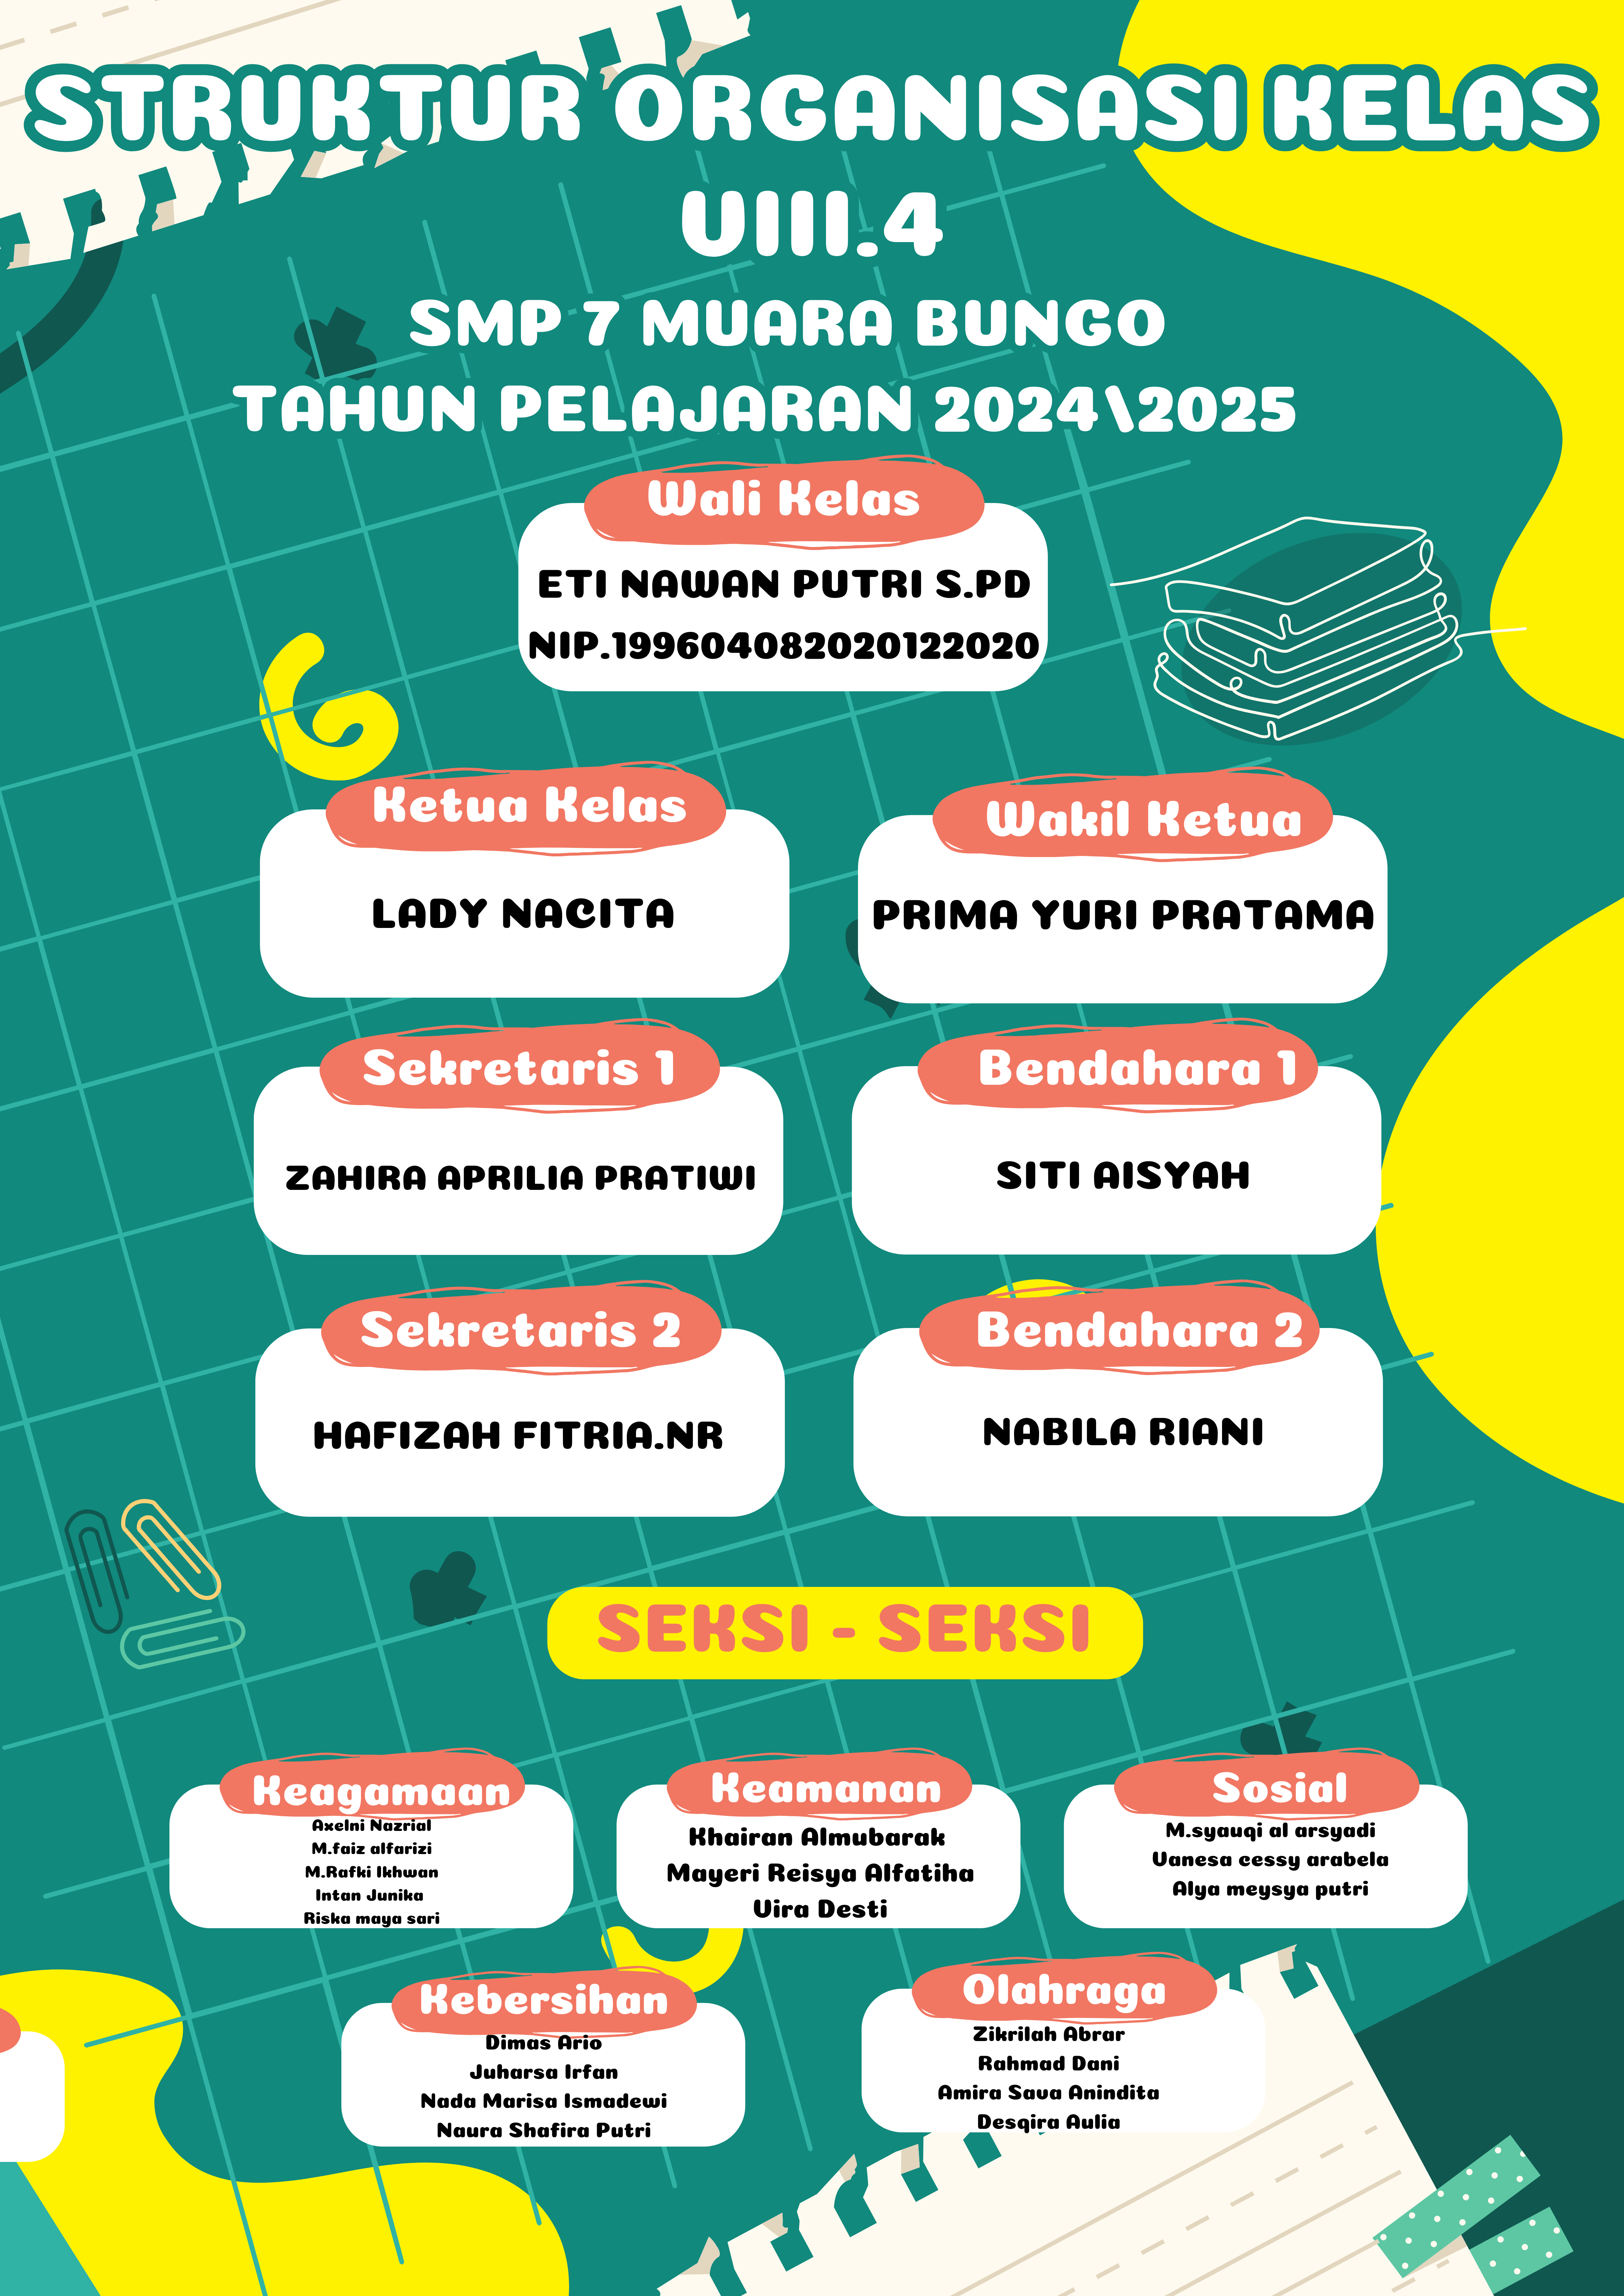 STRUKTUR ORGANISASI KELAS
VIII.4
SMP 7 MUARA BUNGO
TAHUN PELAJARAN 2024\2025
Wali Kelas
ETI NAWAN PUTRI S.PD
NIP.199604082020122020
Ketua Kelas
LADY NACITA
Wakil Ketua
PRIMA YURI PRATAMA
Sekretaris 1
ZAHIRA APRILIA PRATIWI
Bendahara 1
SITI AISYAH
Sekretaris 2
HAFIZAH FITRIA.NR
Bendahara 2
NABILA RIANI
SEKSI - SEKSI
Keagamaan
Axelni Nazrial
M.faiz alfarizi
M.Rafki Ikhwan
Intan Junika
Riska maya sari
Keamanan
Khairan Almubarak
Mayeri Reisya Alfatiha
Vira Desti
Sosial
M.syauqi al arsyadi
Vanesa cessy arabela
Alya meysya putri
Kebersihan
Dimas Ario
Juharsa Irfan
Nada Marisa Ismadewi
Naura Shafira Putri
Olahraga
Zikrilah Abrar
Rahmad Dani
Amira Sava Anindita
Desqira Aulia